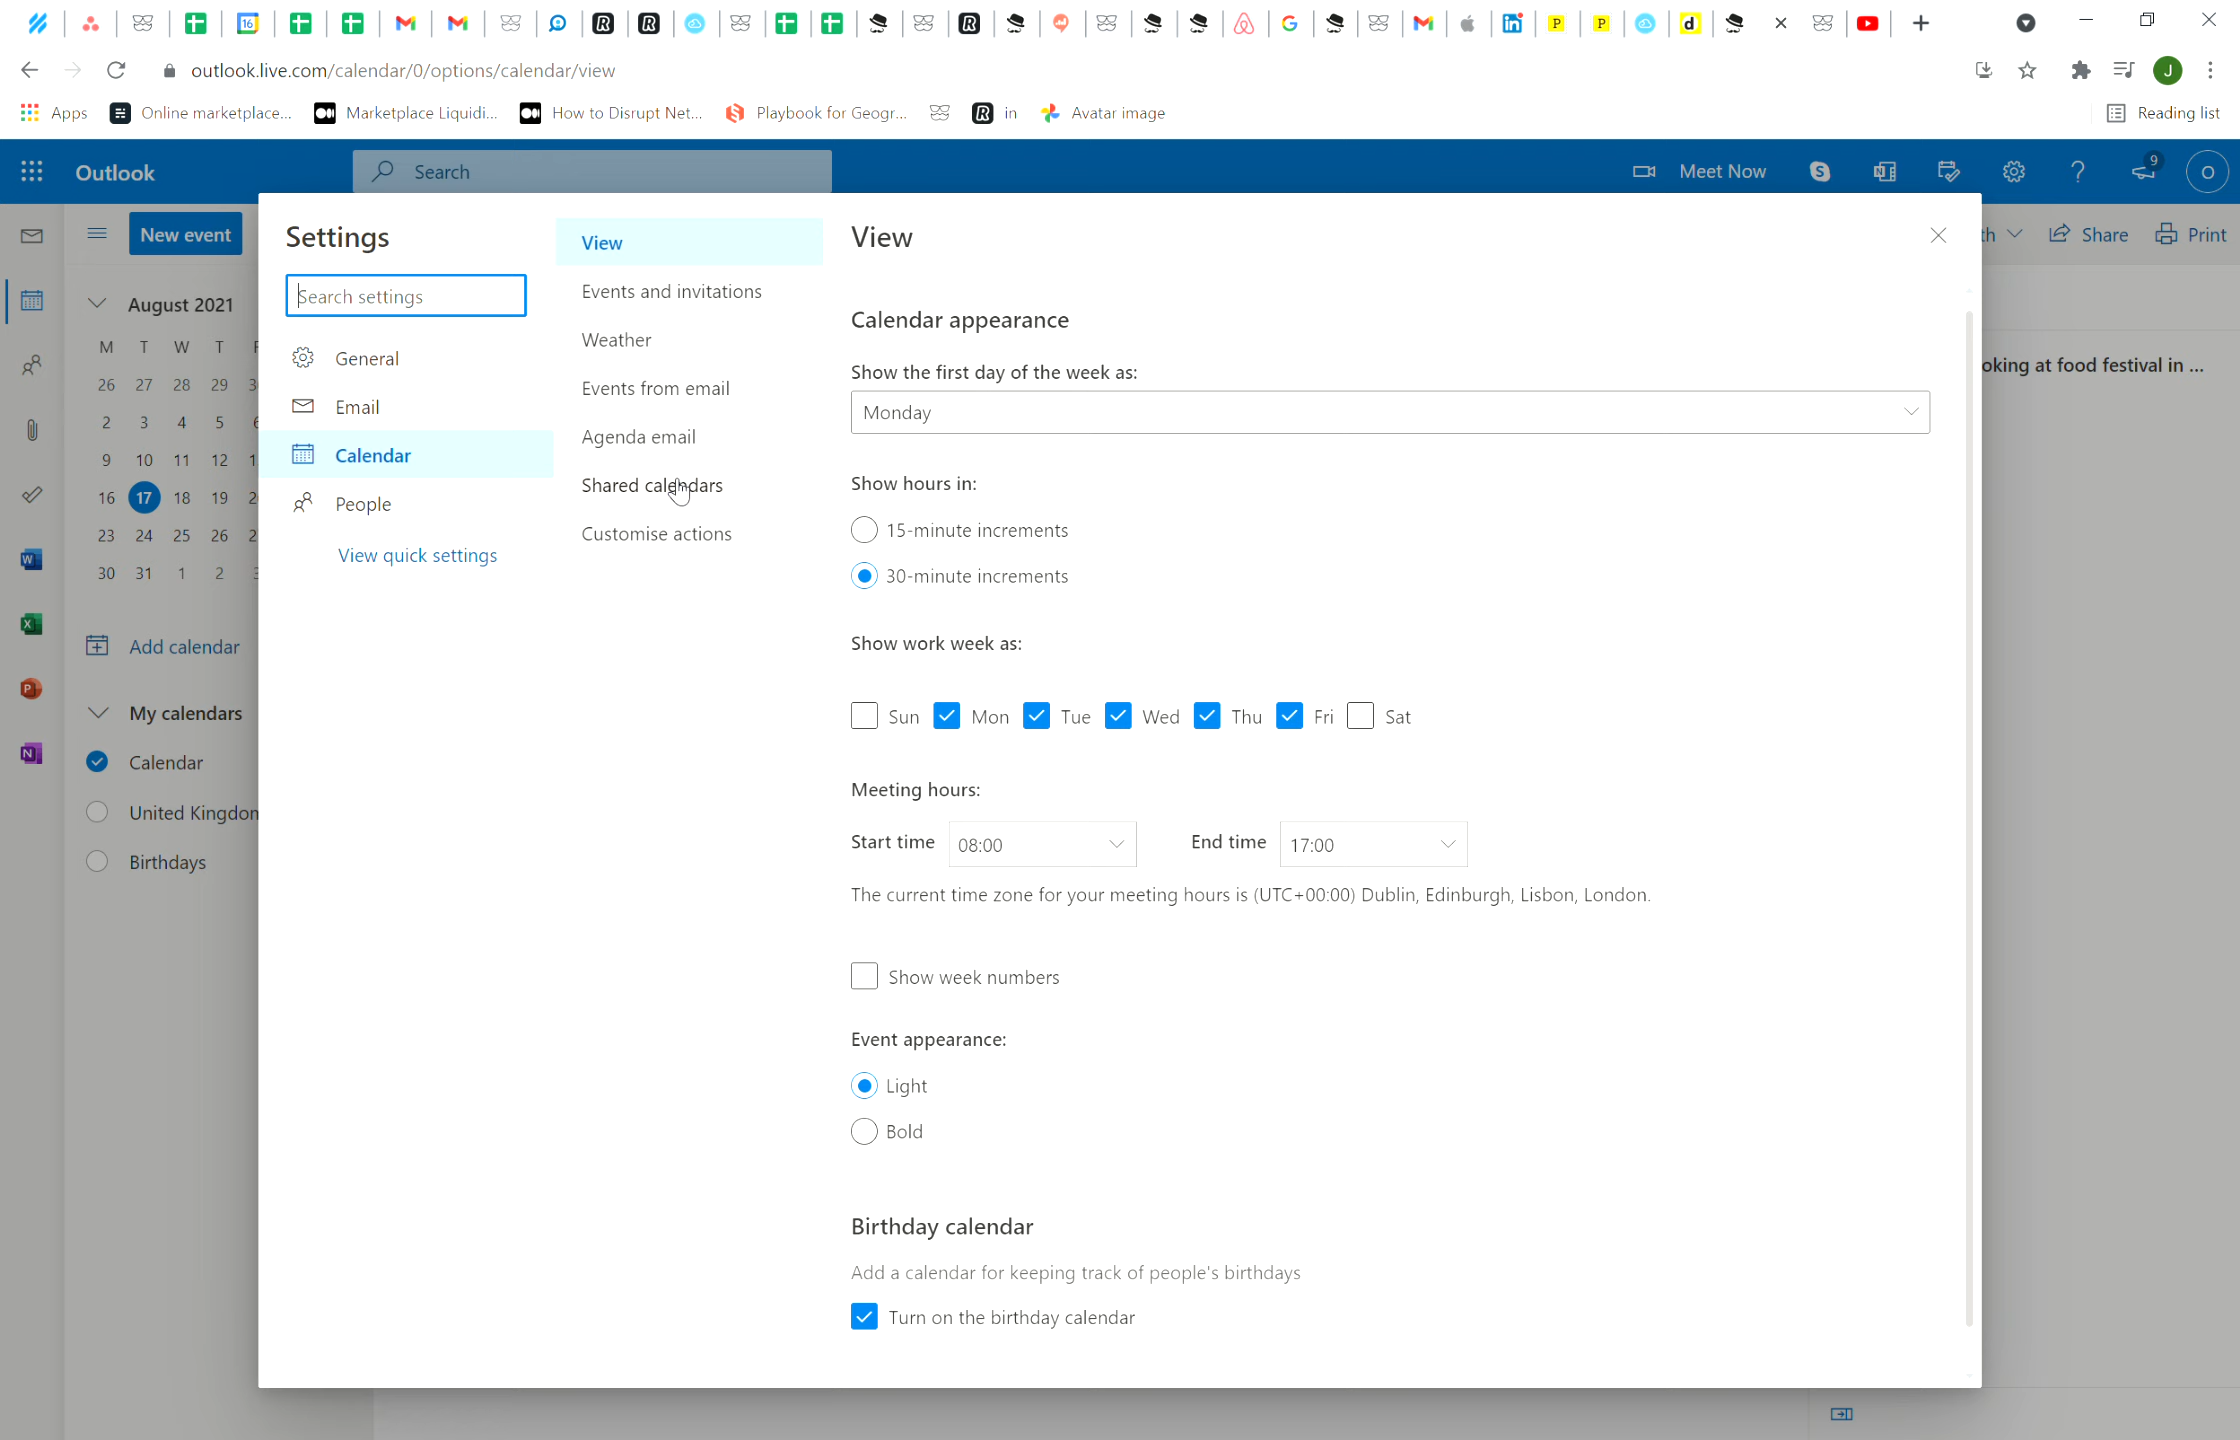 outlook.live.com/calendar/0/options/calendar/view
Apps Online marketplace... Marketplace Liquidi... How to Disrupt Net... Playbook for Geogr... in Avatar image Reading list
Outlook Search Meet Now 9 O
New event
Share Print
August 2021
M T W T F
26 27 28 29
2 3 4 5
9 10 11 12
16 17 18 19
23 24 25 26
30 31 1 2
Add calendar
My calendars
Calendar
United Kingdom
Birthdays
oking at food festival in ...
Settings
Search settings
General
Email
Calendar
People
View quick settings
View
Events and invitations
Weather
Events from email
Agenda email
Shared calendars
Customise actions
View
Calendar appearance
Show the first day of the week as:
Monday
Show hours in:
15-minute increments
30-minute increments
Show work week as:
Sun Mon Tue Wed Thu Fri Sat
Meeting hours:
Start time 08:00 End time 17:00
The current time zone for your meeting hours is (UTC+00:00) Dublin, Edinburgh, Lisbon, London.
Show week numbers
Event appearance:
Light
Bold
Birthday calendar
Add a calendar for keeping track of people's birthdays
Turn on the birthday calendar